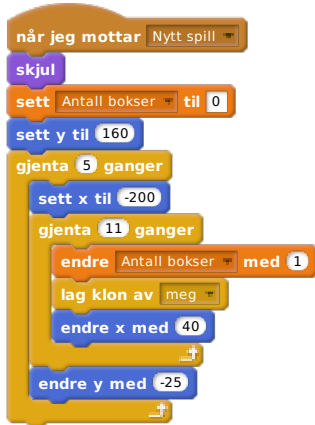 når jeg mottar Nytt spill
skjul
sett Antall bokser til 0
sett y til 160
gjenta 5 ganger
sett x til -200
gjenta 11 ganger
endre Antall bokser med 1
lag klon av meg
endre x med 40
endre y med -25